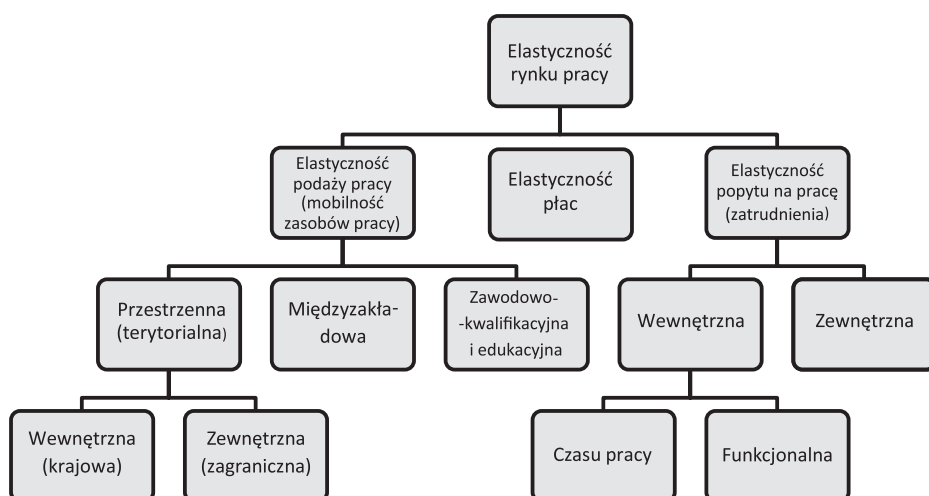 Elastyczność
rynku pracy
Elastyczność
podaży pracy
(mobilność
zasobów pracy)
Elastyczność
płac
Elastyczność
popytu na pracę
(zatrudnienia)
Przestrzenna
(terytorialna)
Międzyzakła-
dowa
Zawodowo-
-kwalifikacyjna
i edukacyjna
Wewnętrzna
Zewnętrzna
Wewnętrzna
(krajowa)
Zewnętrzna
(zagraniczna)
Czasu pracy
Funkcjonalna